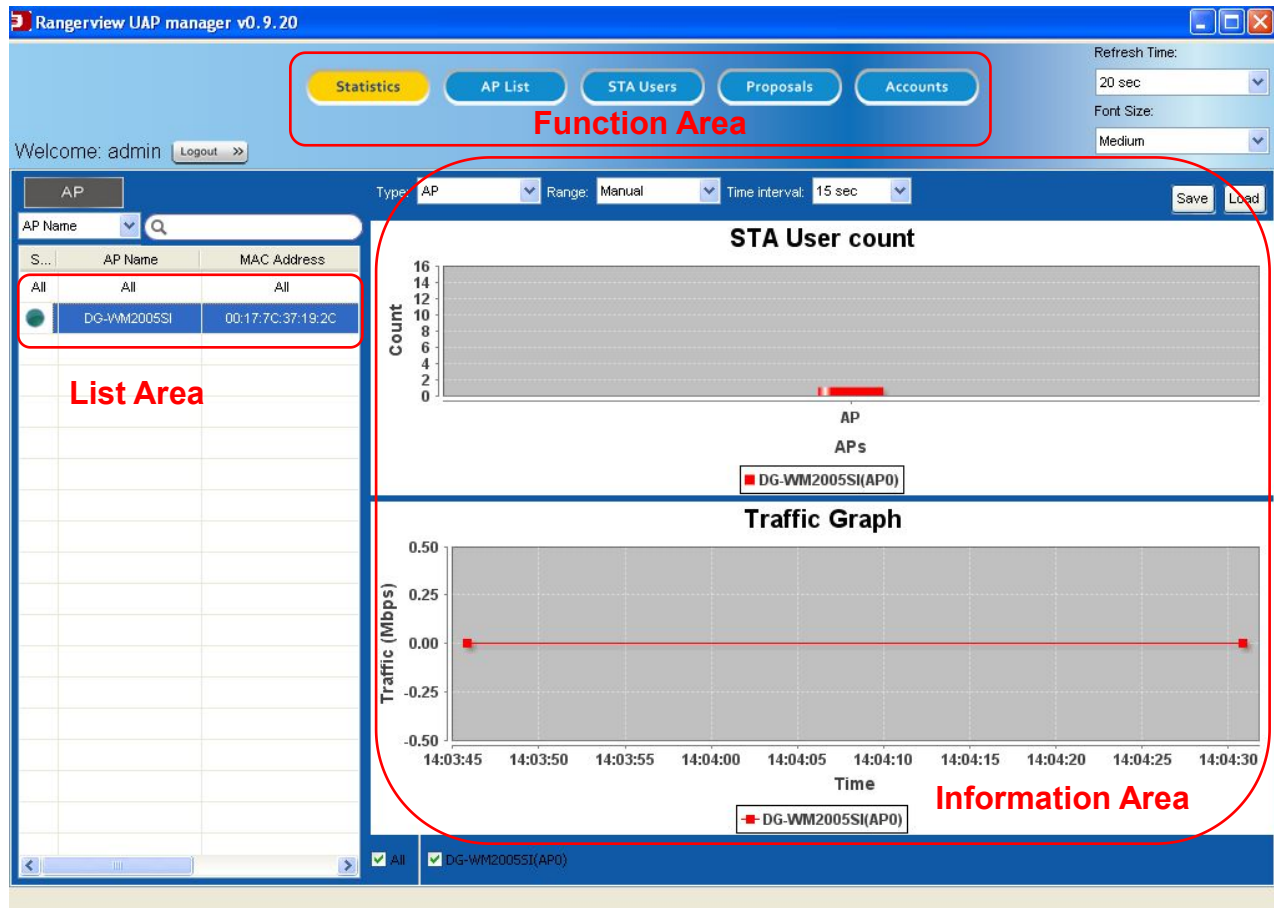 Rangerview UAP manager v0.9.20
Refresh Time:
Statistics AP List STA Users Proposals Accounts
20 sec
Font Size:
Function Area
Welcome: admin Logout »
Medium
AP
Type: AP Range: Manual Time interval: 15 sec
Save Load
AP Name
STA User count
S... AP Name MAC Address
All All All
DG-WM2005SI 00:17:7C:37:19:2C
List Area
16
14
12
10
8
6
4
2
0
Count
AP
APs
DG-WM2005SI(AP0)
Traffic Graph
0.50
0.25
0.00
-0.25
-0.50
Traffic (Mbps)
14:03:45 14:03:50 14:03:55 14:04:00 14:04:05 14:04:10 14:04:15 14:04:20 14:04:25 14:04:30
Time
Information Area
DG-WM2005SI(AP0)
All DG-WM2005SI(AP0)